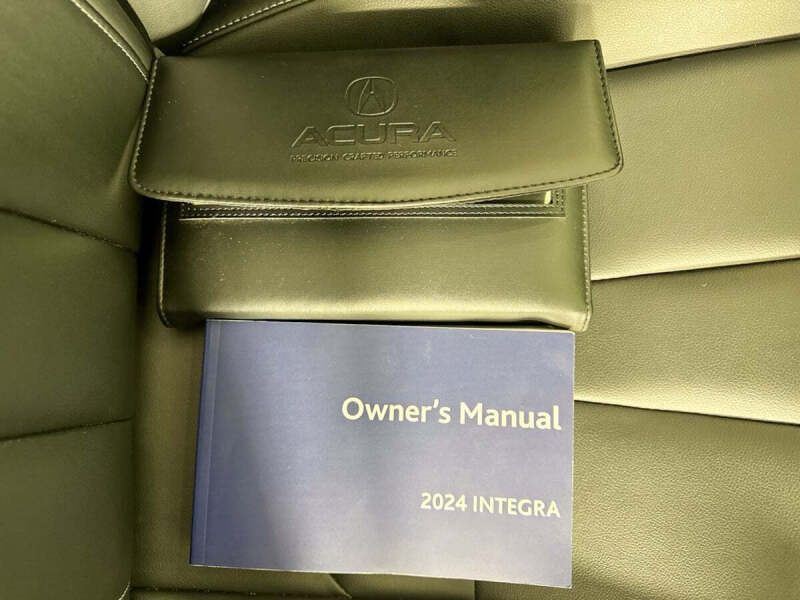 ACURA
PRECISION CRAFTED PERFORMANCE
Owner's Manual
2024 INTEGRA